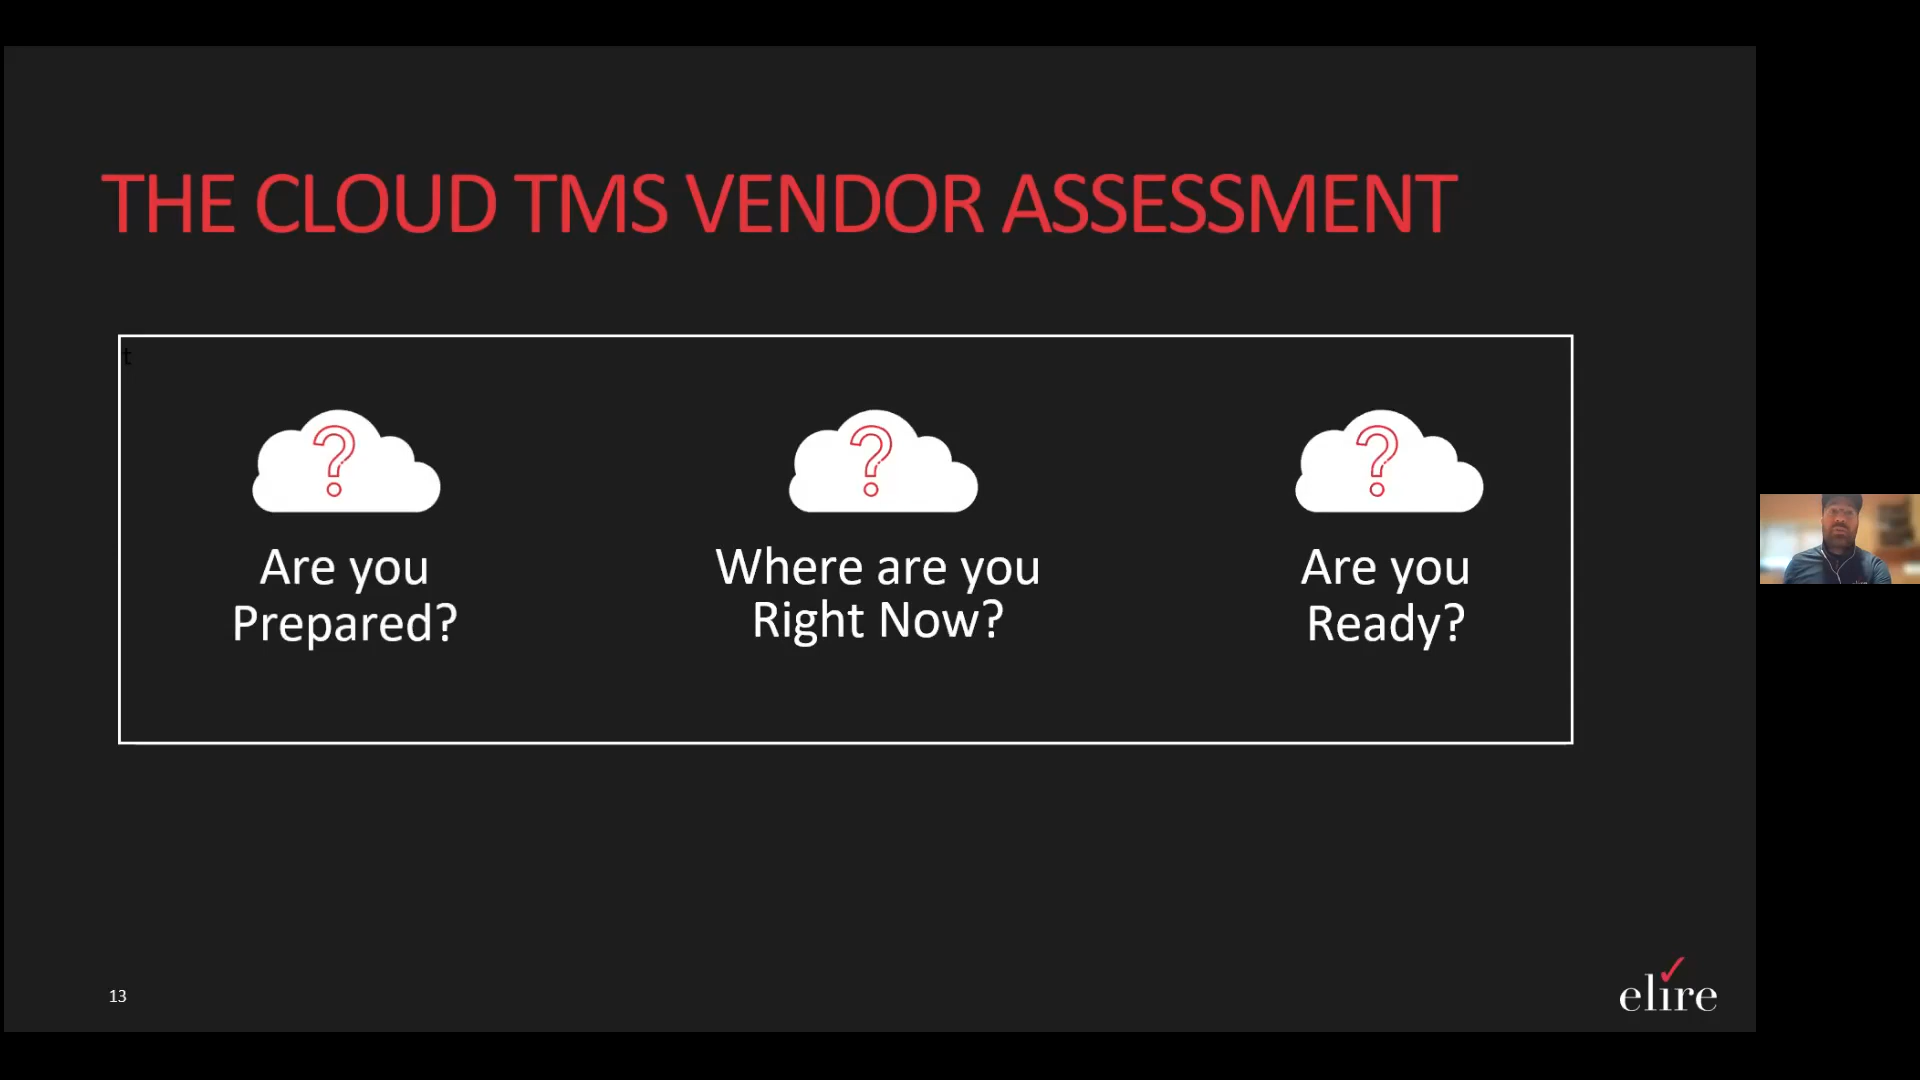 THE CLOUD TMS VENDOR ASSESSMENT
t
?
?
?
Are you
Prepared?
Where are you
Right Now?
Are you
Ready?
13
elire